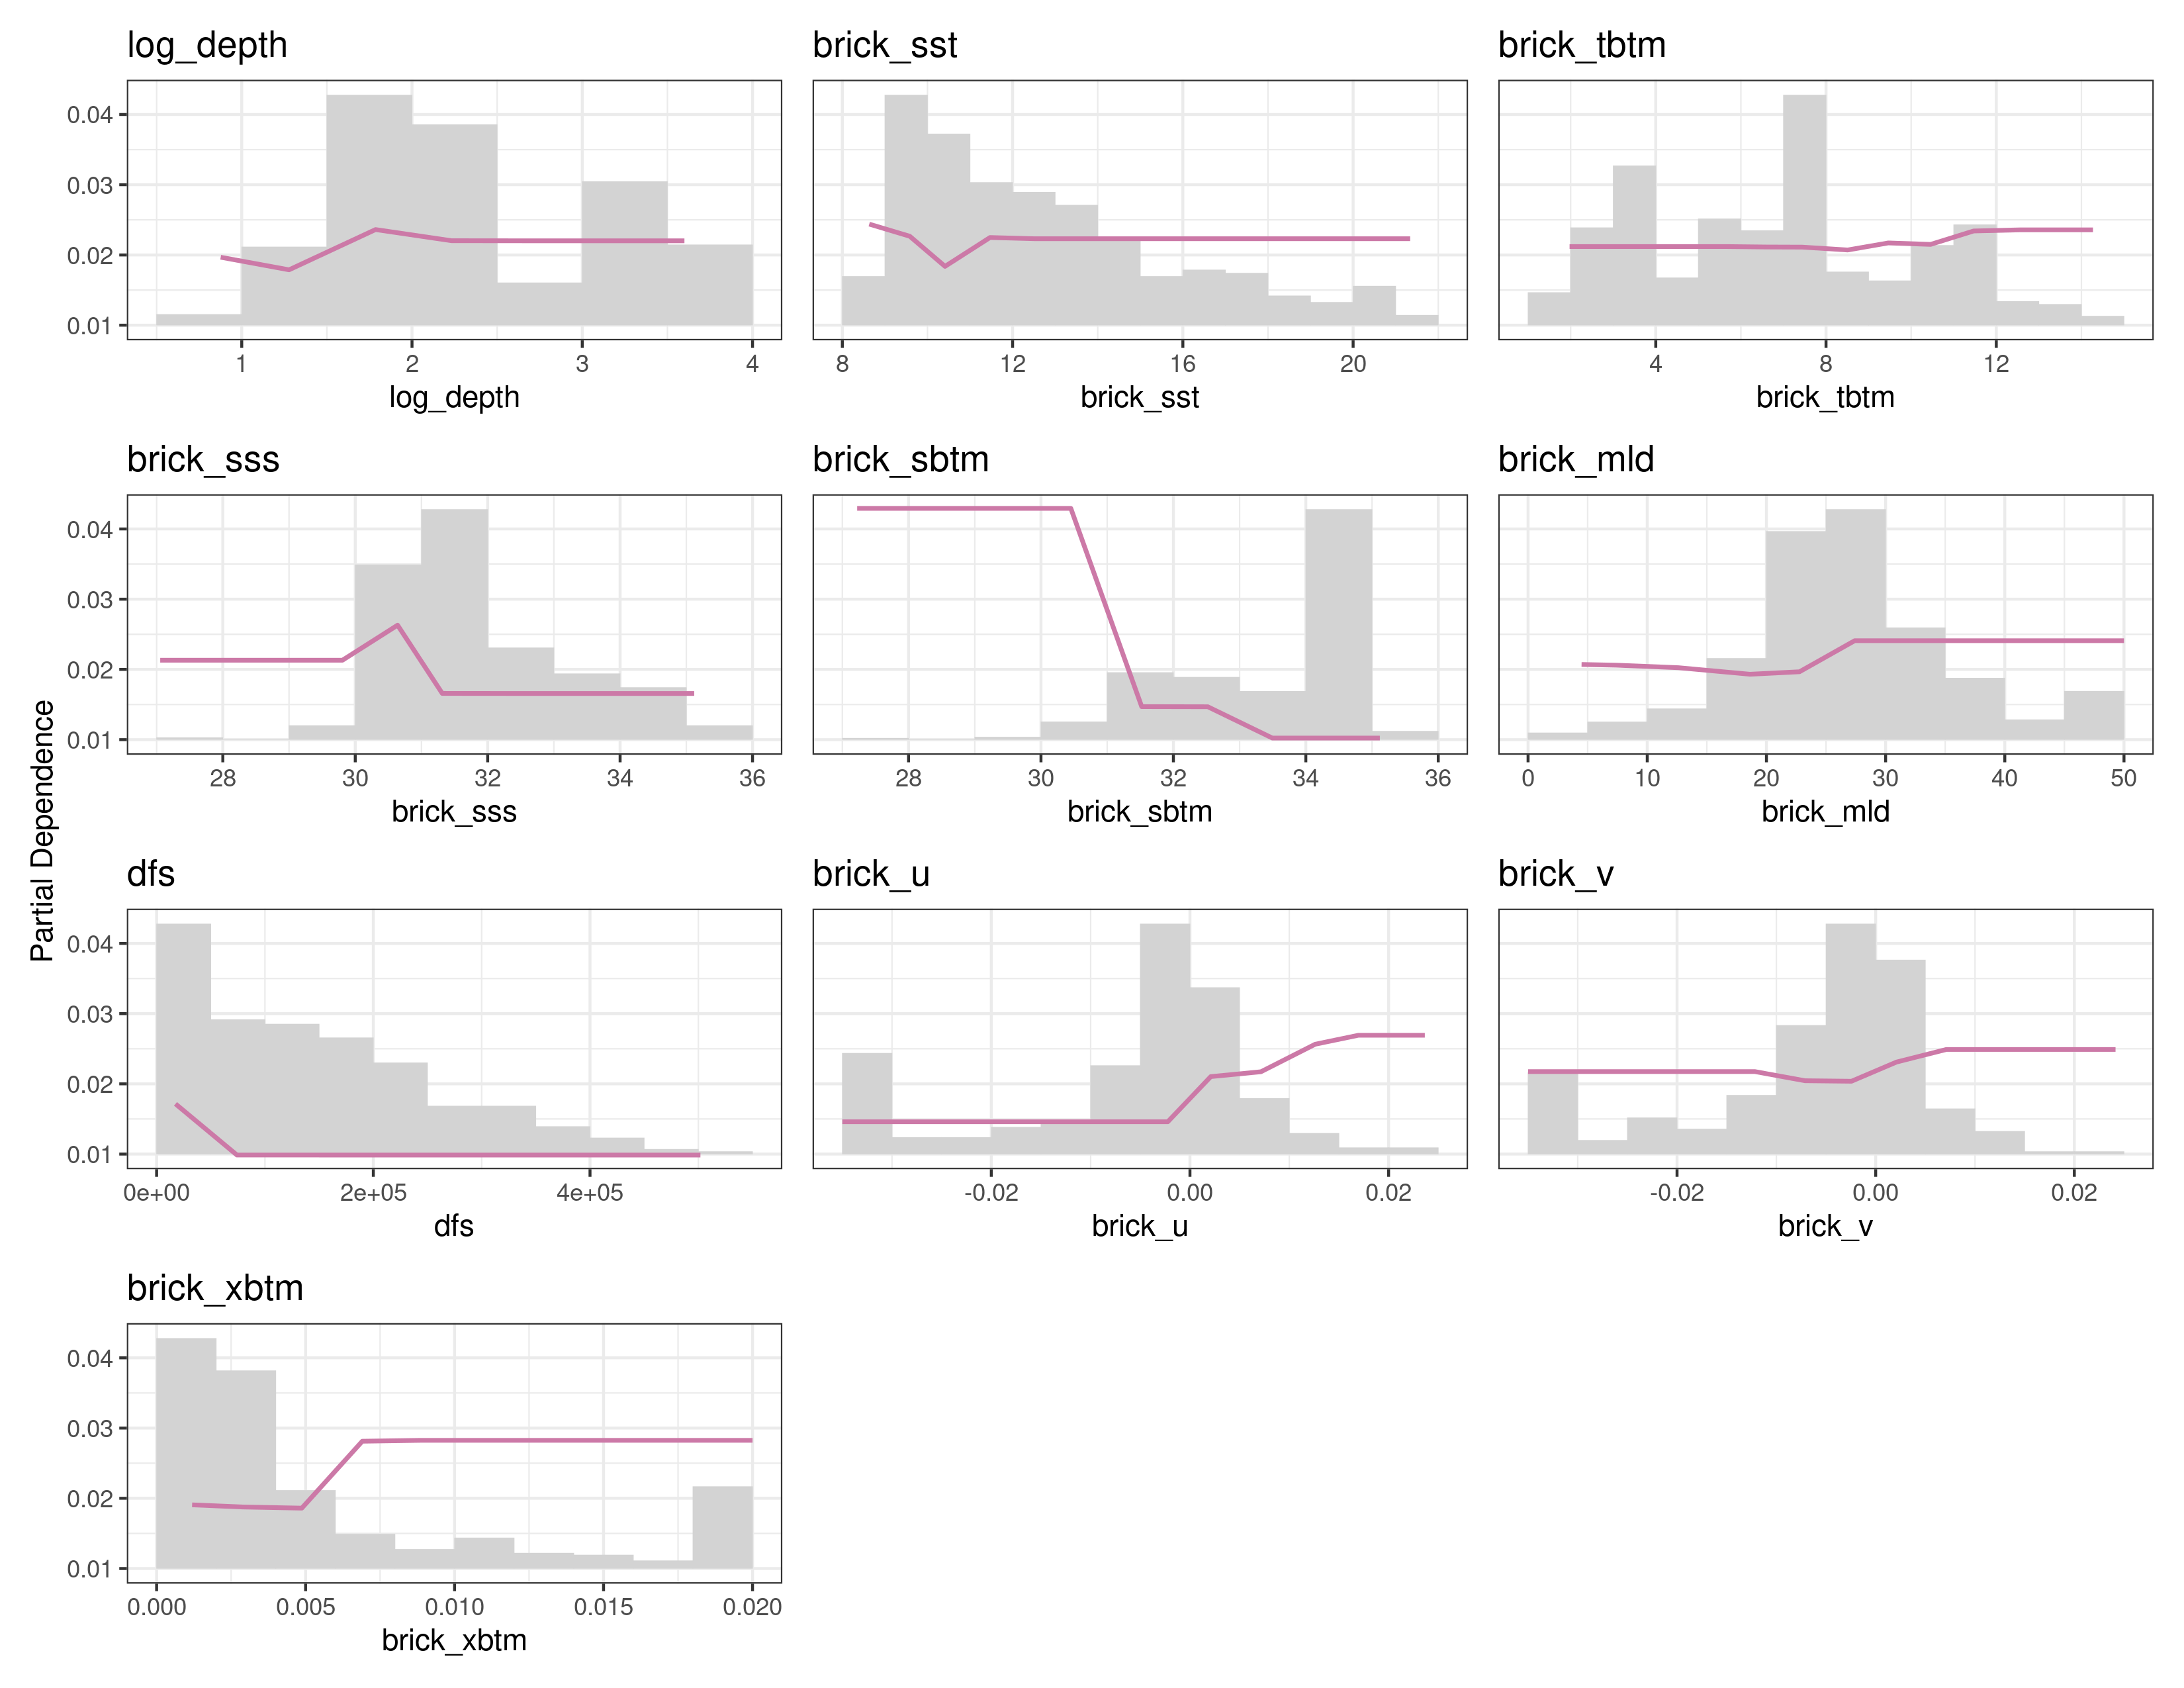 log_depth
brick_sst
brick_tbtm
0.04
0.03
0.02
0.01
1 2 3 4
8 12 16 20
4 8 12
log_depth
brick_sst
brick_tbtm
brick_sss
brick_sbtm
brick_mld
0.04
0.03
0.02
0.01
28 30 32 34 36
28 30 32 34 36
0 10 20 30 40 50
brick_sss
brick_sbtm
brick_mld
Partial Dependence
dfs
brick_u
brick_v
0.04
0.03
0.02
0.01
0e+00 2e+05 4e+05
-0.02 0.00 0.02
-0.02 0.00 0.02
dfs
brick_u
brick_v
brick_xbtm
0.04
0.03
0.02
0.01
0.000 0.005 0.010 0.015 0.020
brick_xbtm